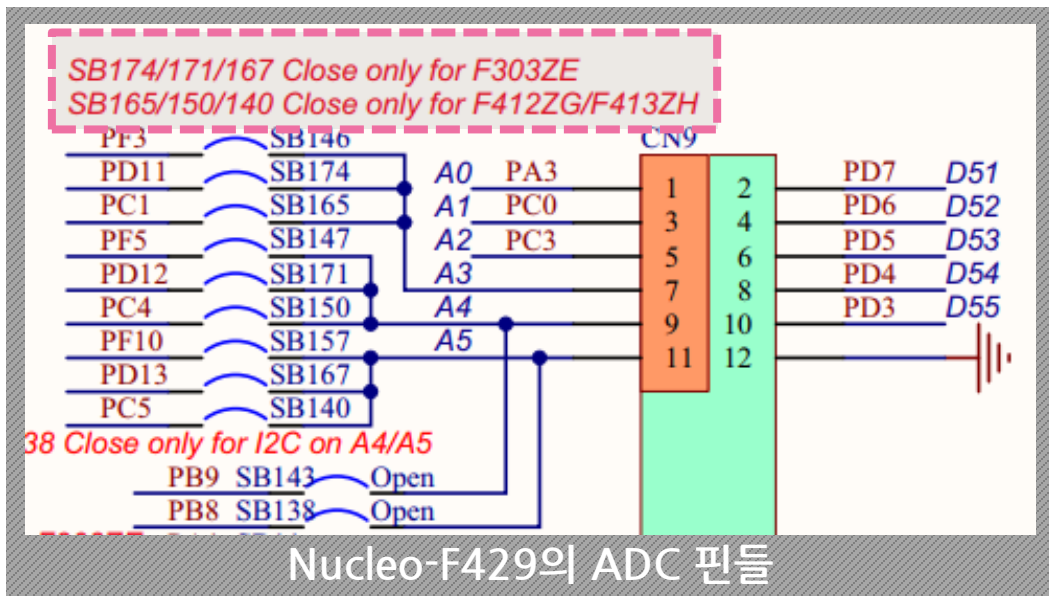 SB174/171/167 Close only for F303ZE
SB165/150/140 Close only for F412ZG/F413ZH
CN9
PF3 SB146
PD11 SB174 A0 PA3 1 2 PD7 D51
PC1 SB165 A1 PC0 3 4 PD6 D52
PF5 SB147 A2 PC3 5 6 PD5 D53
PD12 SB171 A3 7 8 PD4 D54
PC4 SB150 A4 9 10 PD3 D55
PF10 SB157 A5 11 12
PD13 SB167
PC5 SB140
38 Close only for I2C on A4/A5
PB9 SB143 Open
PB8 SB138 Open
Nucleo-F429의 ADC 핀들